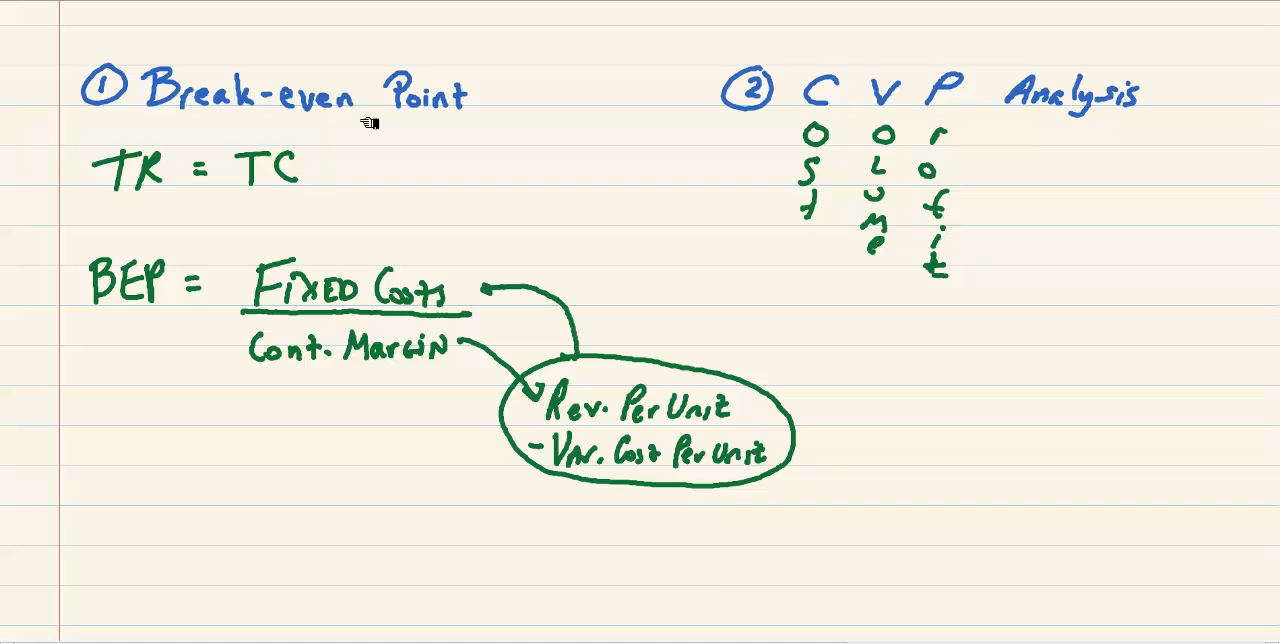 ① Break-even Point
TR = TC
BEP = Fixed Costs
Cont. Margin
Rev. Per Unit
- Var. Cost Per Unit
② C V P Analysis
Cost
Volume
Profit